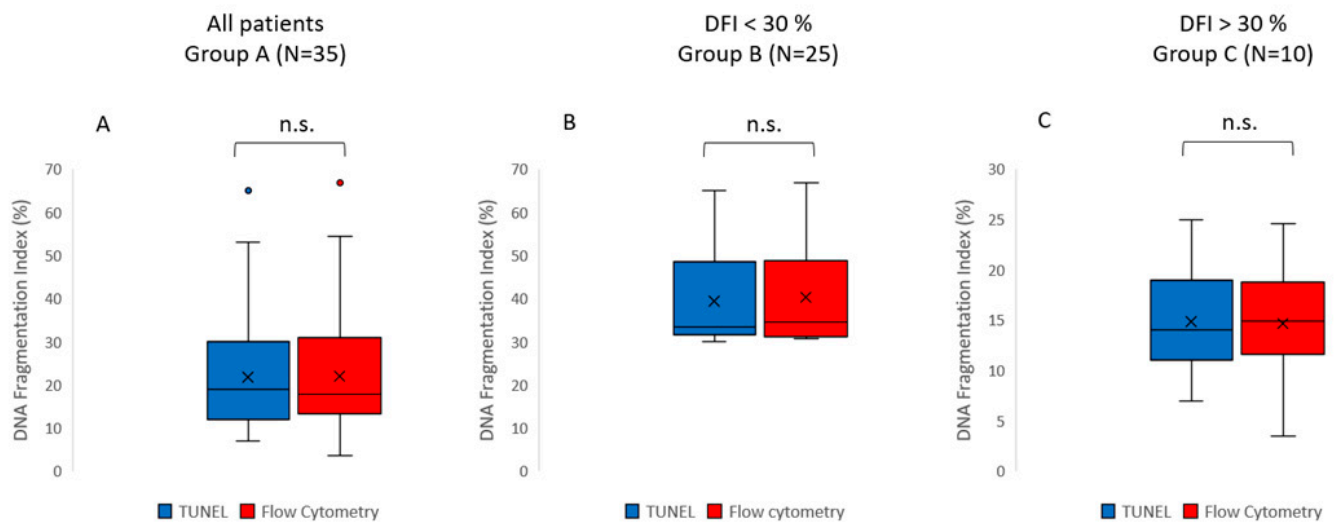 All patients
Group A (N=35)
DFI < 30 %
Group B (N=25)
DFI > 30 %
Group C (N=10)
A
n.s.
B
n.s.
C
n.s.
DNA Fragmentation Index (%)
70
60
50
40
30
20
10
0
TUNEL Flow Cytometry
DNA Fragmentation Index (%)
70
60
50
40
30
20
10
0
TUNEL Flow cytometry
DNA Fragmentation Index (%)
30
25
20
15
10
5
0
TUNEL Flow Cytometry